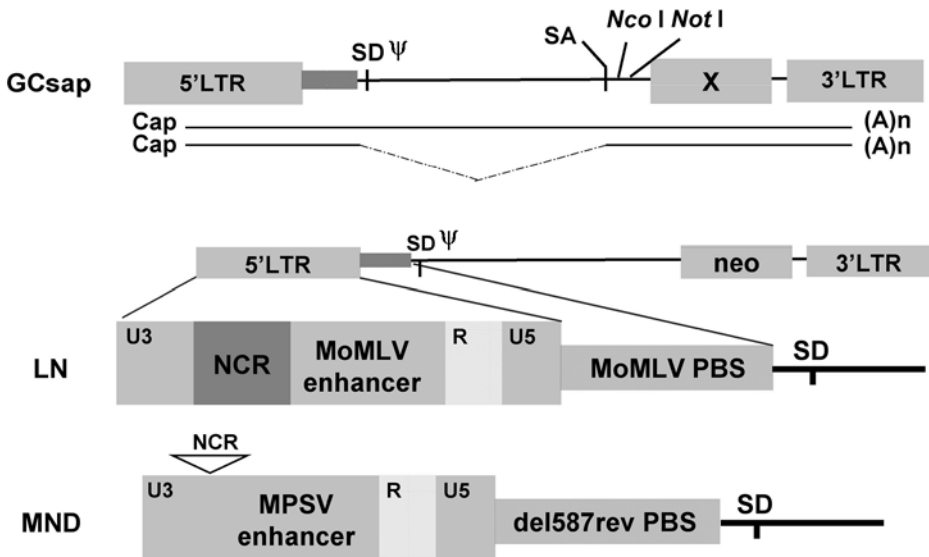 Nco I Not I
SA
SD Ψ
GCsap 5'LTR X 3'LTR
Cap (A)n
Cap (A)n
SD Ψ
5'LTR neo 3'LTR
U3 R U5 SD
LN NCR MoMLV enhancer MoMLV PBS
NCR
U3 R U5 SD
MND MPSV enhancer del587rev PBS